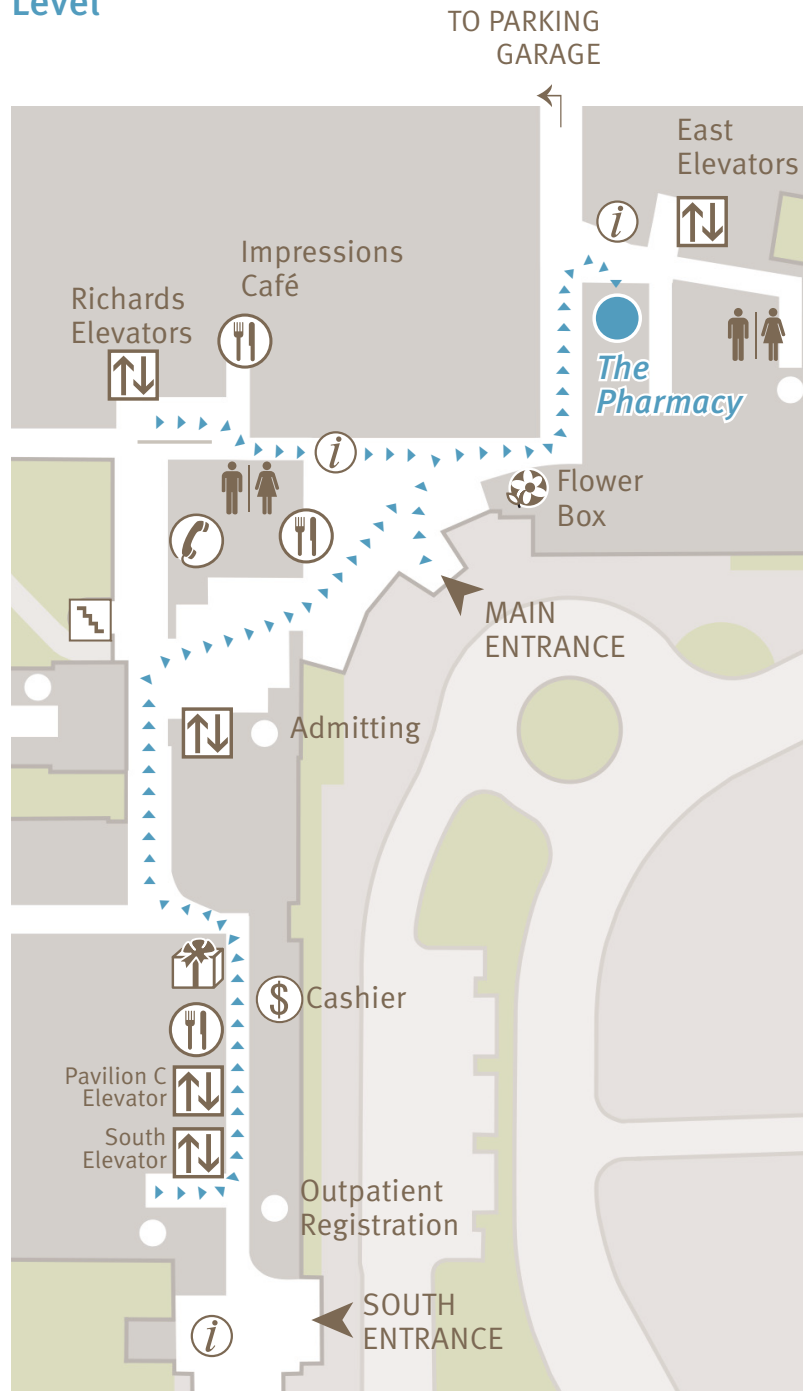 Level
TO PARKING
GARAGE
East
Elevators
i
Impressions
Café
Richards
Elevators
The
Pharmacy
i
Flower
Box
MAIN
ENTRANCE
Admitting
$ Cashier
Pavilion C
Elevator
South
Elevator
Outpatient
Registration
SOUTH
ENTRANCE
i